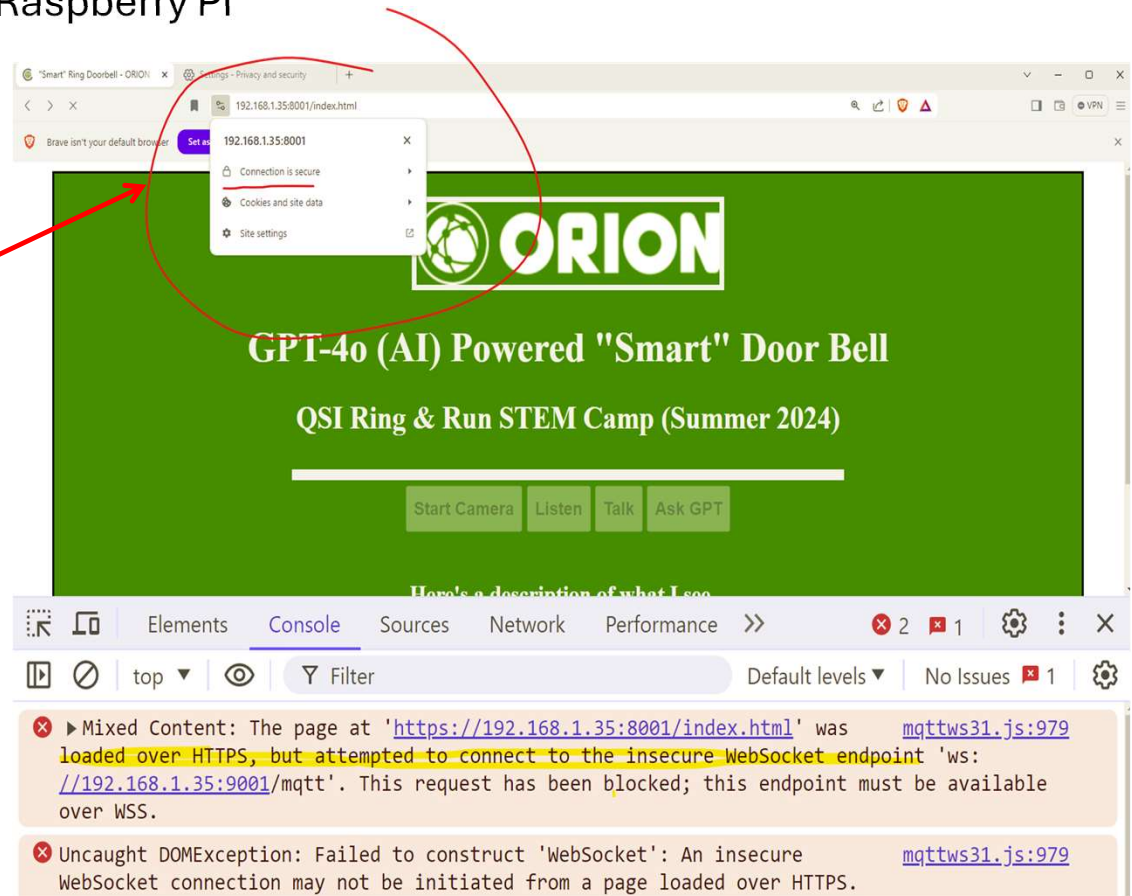 Raspberry Pi
"Smart" Ring Doorbell - ORION
Settings - Privacy and security
192.168.1.35:8001/index.html
VPN
Brave isn't your default browser
Set as
192.168.1.35:8001
Connection is secure
Cookies and site data
Site settings
ORION
GPT-4o (AI) Powered "Smart" Door Bell
QSI Ring & Run STEM Camp (Summer 2024)
Start Camera Listen Talk Ask GPT
Here's a description of what I see
Elements Console Sources Network Performance 2 1
top Filter Default levels No Issues 1
Mixed Content: The page at 'https://192.168.1.35:8001/index.html' was mqttws31.js:979
loaded over HTTPS, but attempted to connect to the insecure WebSocket endpoint 'ws:
//192.168.1.35:9001/mqtt'. This request has been blocked; this endpoint must be available
over WSS.
Uncaught DOMException: Failed to construct 'WebSocket': An insecure mqttws31.js:979
WebSocket connection may not be initiated from a page loaded over HTTPS.